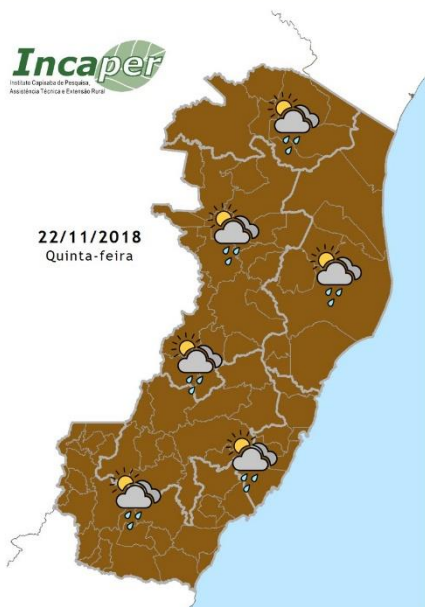 Incaper
Instituto Capixaba de Pesquisa,
Assistência Técnica e Extensão Rural
22/11/2018
Quinta-feira